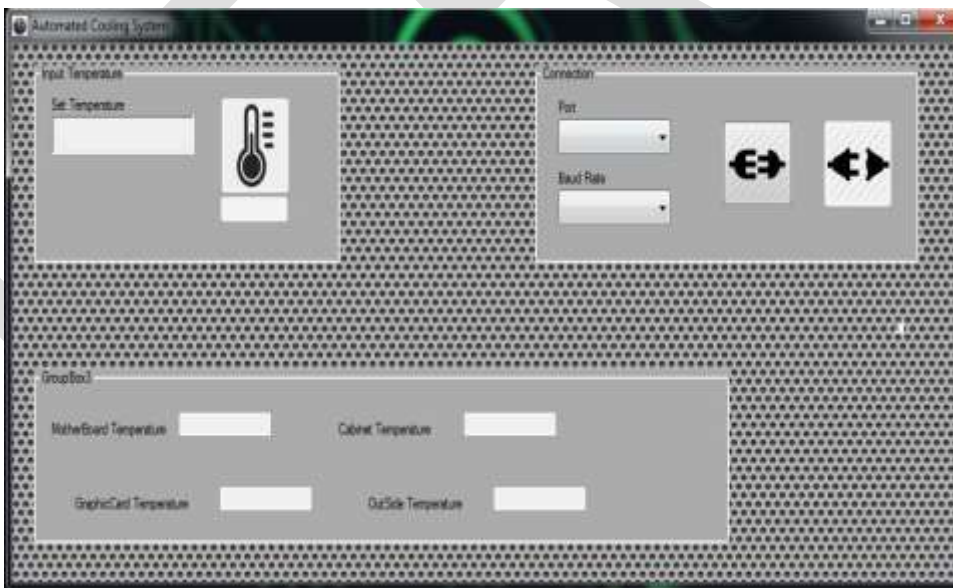 Automated Cooling System
Input Temperature
Set Temperature
Connection
Port
Baud Rate
GroupBox3
MotherBoard Temperature
Cabinet Temperature
GraphicCard Temperature
OutSide Temperature